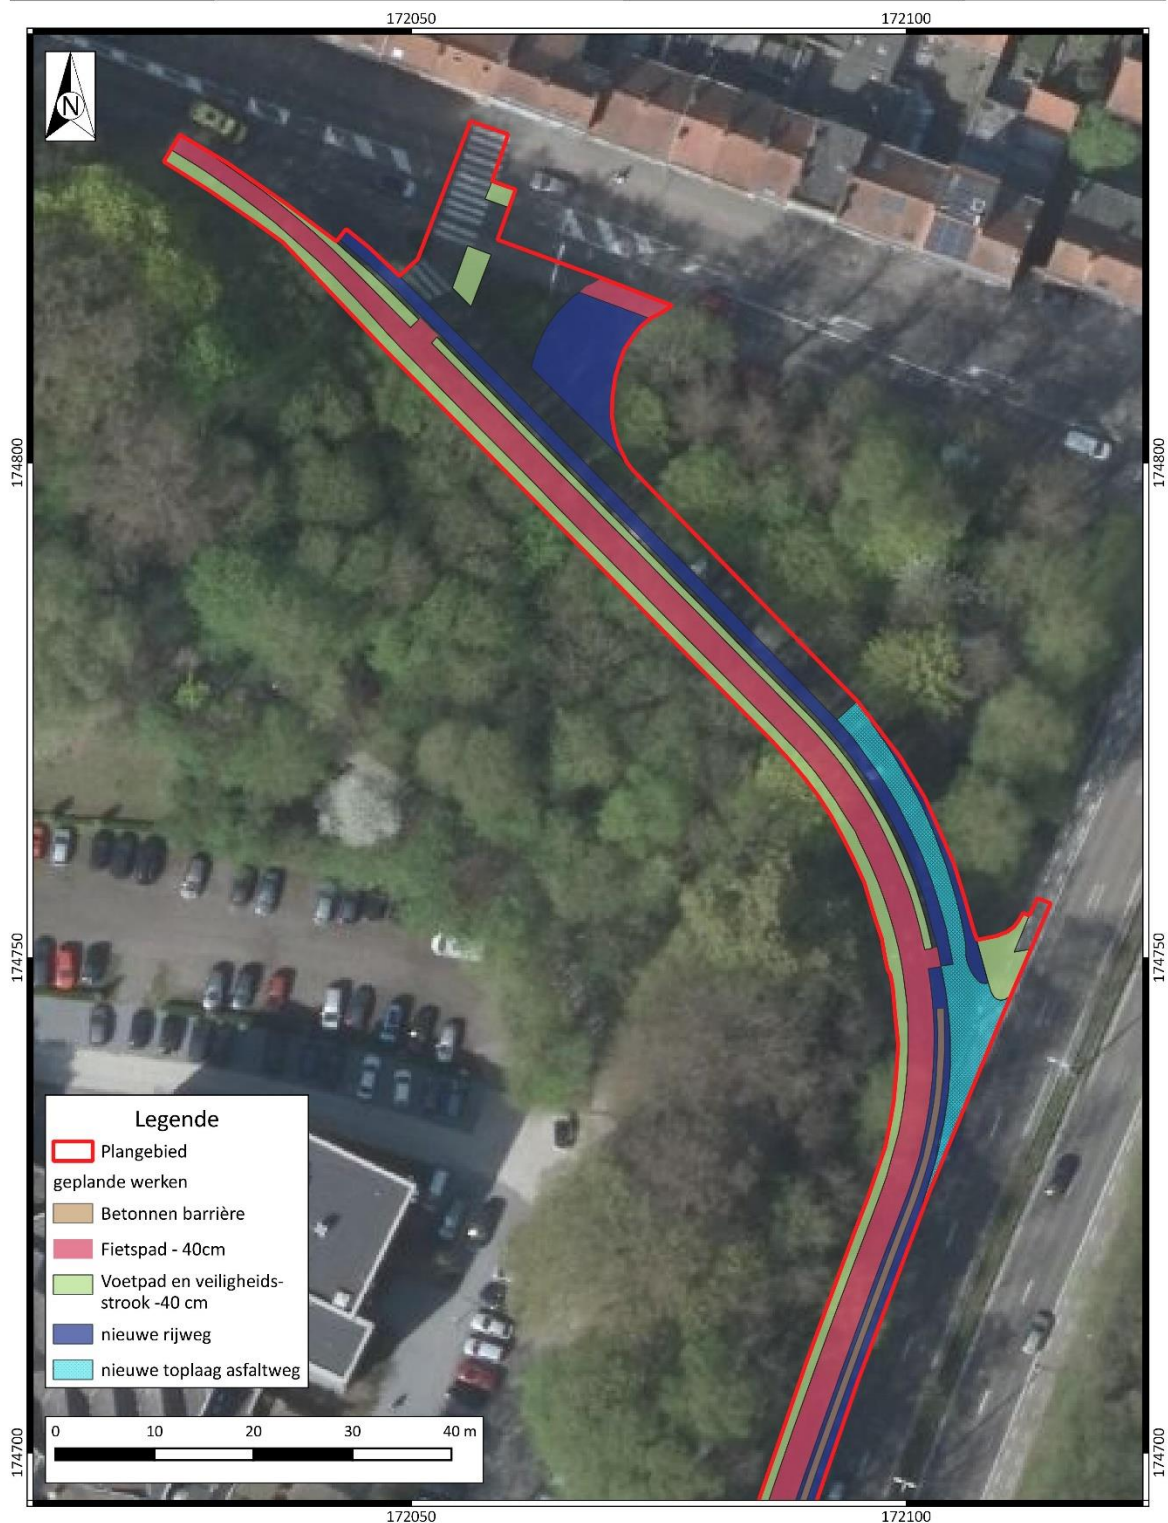 172050
172100
N
174800
174800
174750
174750
Legende
Plangebied
geplande werken
Betonnen barrière
Fietspad - 40cm
Voetpad en veiligheids-
strook -40 cm
nieuwe rijweg
nieuwe toplaag asfaltweg
0 10 20 30 40 m
174700
174700
172050
172100